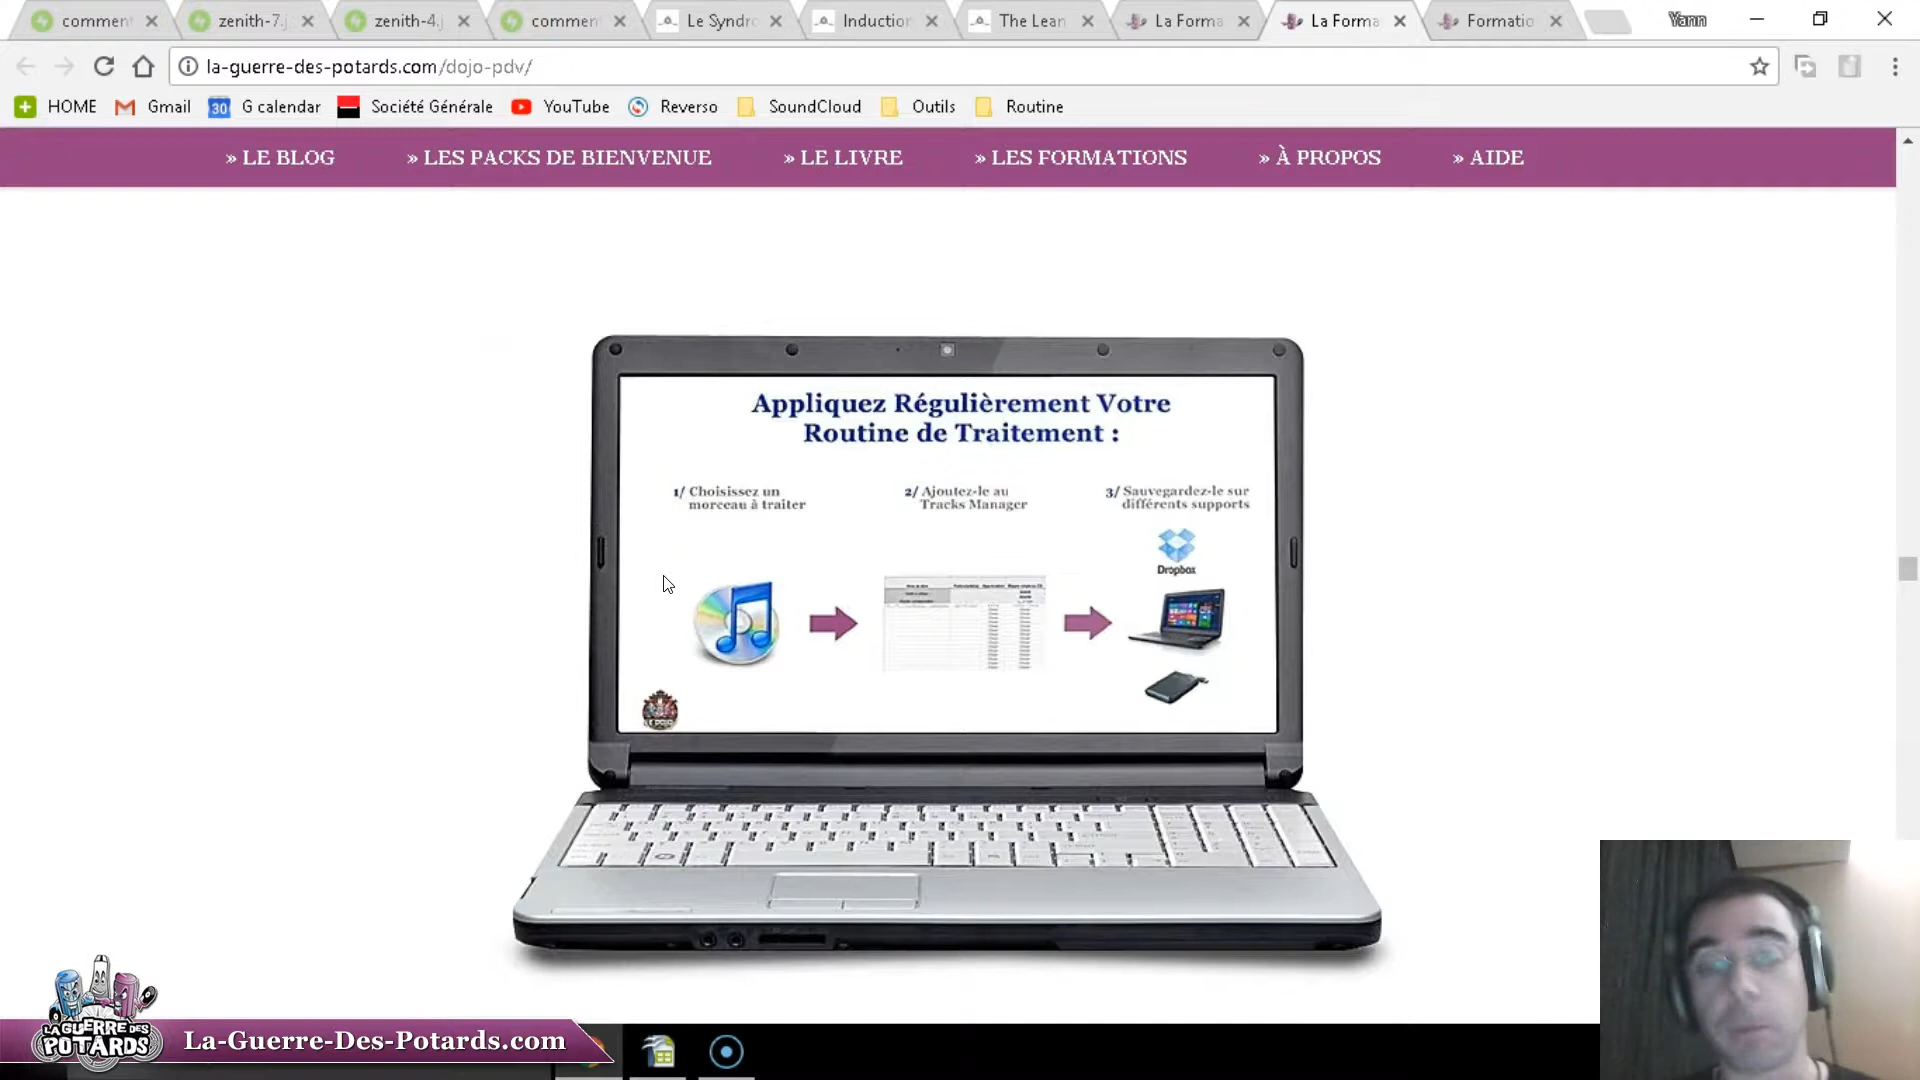 commen
zenith-7.j
zenith-4.j
commen
Le Syndro
Induction
The Lean
La Forma
La Forma
Formatio
Yann
la-guerre-des-potards.com/dojo-pdv/
HOME
Gmail
30
G calendar
Société Générale
YouTube
Reverso
SoundCloud
Outils
Routine
» LE BLOG
» LES PACKS DE BIENVENUE
» LE LIVRE
» LES FORMATIONS
» À PROPOS
» AIDE
Appliquez Régulièrement Votre
Routine de Traitement :
1/ Choisissez un
morceau à traiter
2/ Ajoutez-le au
Tracks Manager
3/ Sauvegardez-le sur
différents supports
Dropbox
LE DOJO
LA GUERRE DES
POTARDS
La-Guerre-Des-Potards.com